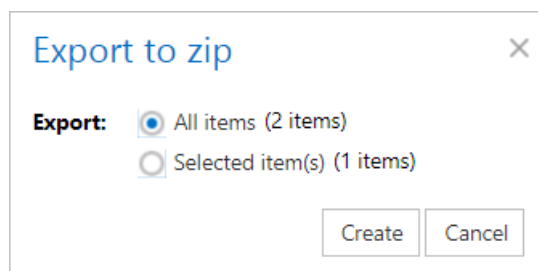 Export to zip
Export: All items (2 items)
Selected item(s) (1 items)
Create Cancel